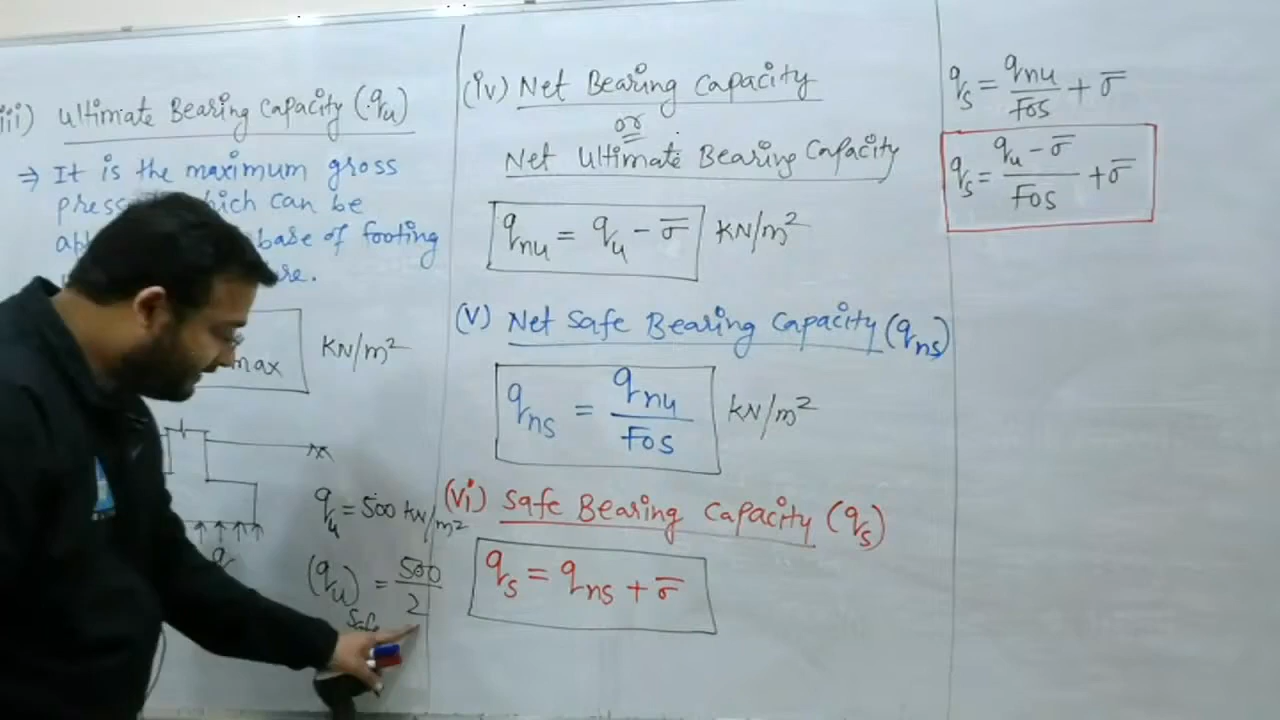 iii) Ultimate Bearing Capacity (qu)
→ It is the maximum gross
which can be
base of footing
max
KN/m²
qu = 500 kN/m²
(qu) safe = 500/2
(iv) Net Bearing Capacity
or
Net Ultimate Bearing Capacity
qnu = qu - σ̅ KN/m²
(V) Net Safe Bearing Capacity (qns)
qns = qnu/FOS KN/m²
(Vi) Safe Bearing Capacity (qs)
qs = qns + σ̅
qs = qnu/FOS + σ̅
qs = (qu - σ̅)/FOS + σ̅